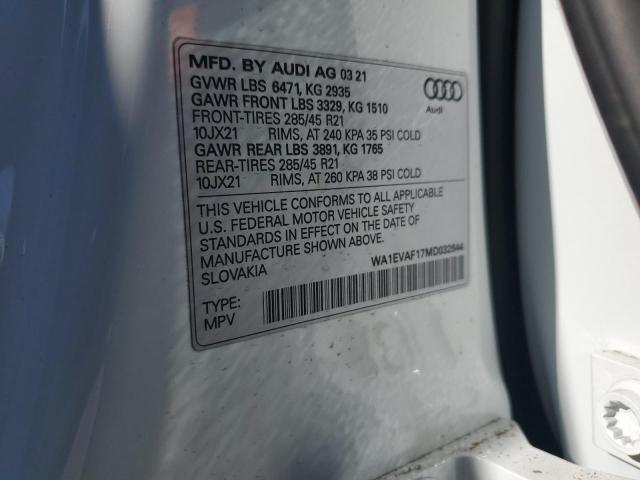 MFD. BY AUDI AG 03 21
GVWR LBS 6471, KG 2935
GAWR FRONT LBS 3329, KG 1510
FRONT-TIRES 285/45 R21
10JX21 RIMS, AT 240 KPA 35 PSI COLD
GAWR REAR LBS 3891, KG 1765
REAR-TIRES 285/45 R21
10JX21 RIMS, AT 260 KPA 38 PSI COLD
Audi
THIS VEHICLE CONFORMS TO ALL APPLICABLE
U.S. FEDERAL MOTOR VEHICLE SAFETY
STANDARDS IN EFFECT ON THE DATE OF
MANUFACTURE SHOWN ABOVE.
SLOVAKIA
WA1EVAF17MD032844
TYPE:
MPV